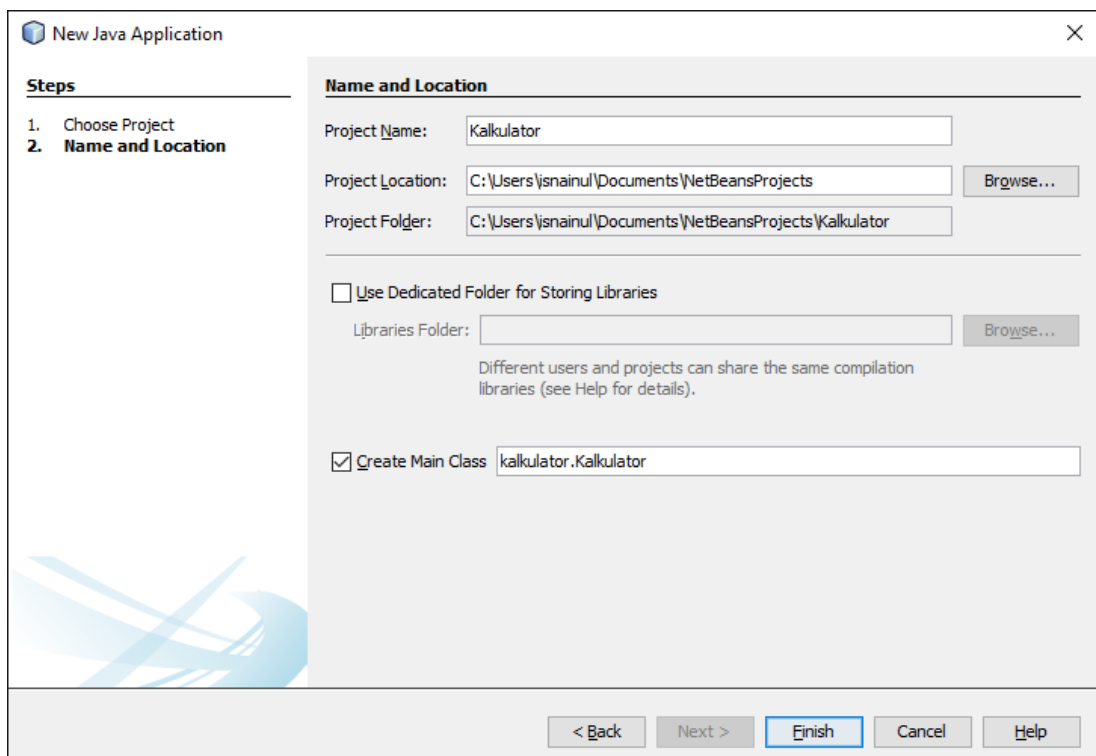 New Java Application
Steps
1. Choose Project
2. Name and Location
Name and Location
Project Name: Kalkulator
Project Location: C:\Users\isnainul\Documents\NetBeansProjects Browse...
Project Folder: C:\Users\isnainul\Documents\NetBeansProjects\Kalkulator
Use Dedicated Folder for Storing Libraries
Libraries Folder: Browse...
Different users and projects can share the same compilation
libraries (see Help for details).
Create Main Class kalkulator.Kalkulator
< Back Next > Finish Cancel Help